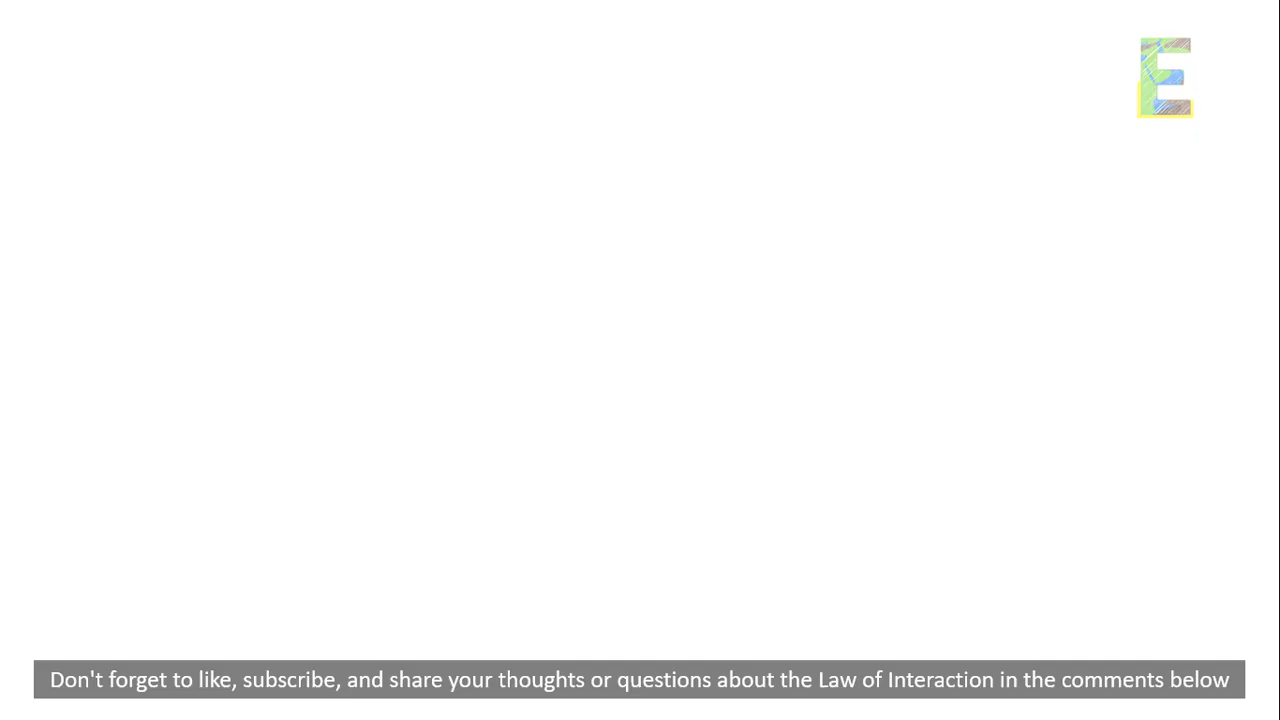 E
Don't forget to like, subscribe, and share your thoughts or questions about the Law of Interaction in the comments below